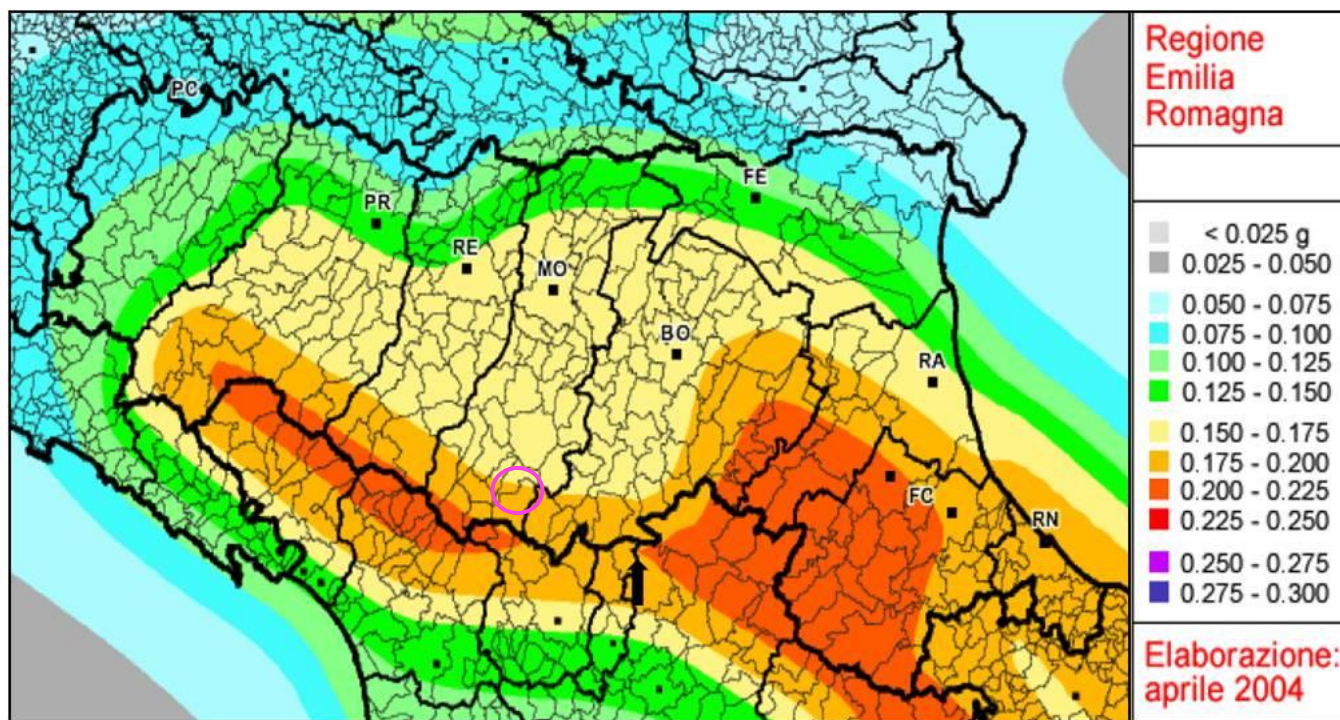 PC
PR
RE
MO
FE
BO
RA
FC
RN
Regione
Emilia
Romagna
< 0.025 g
0.025 - 0.050
0.050 - 0.075
0.075 - 0.100
0.100 - 0.125
0.125 - 0.150
0.150 - 0.175
0.175 - 0.200
0.200 - 0.225
0.225 - 0.250
0.250 - 0.275
0.275 - 0.300
Elaborazione:
aprile 2004